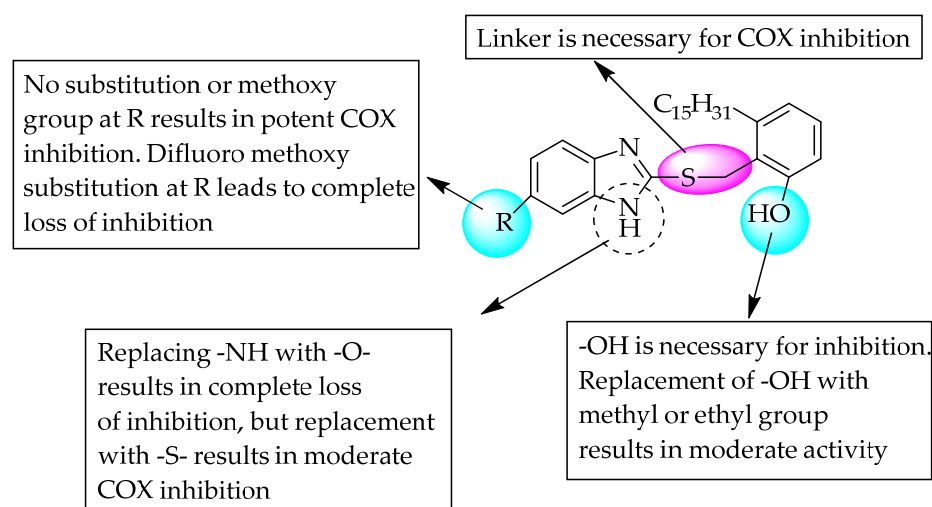 Linker is necessary for COX inhibition
No substitution or methoxy
group at R results in potent COX
inhibition. Difluoro methoxy
substitution at R leads to complete
loss of inhibition
C15H31
N
S
N
H
R
HO
Replacing -NH with -O-
results in complete loss
of inhibition, but replacement
with -S- results in moderate
COX inhibition
-OH is necessary for inhibition.
Replacement of -OH with
methyl or ethyl group
results in moderate activity